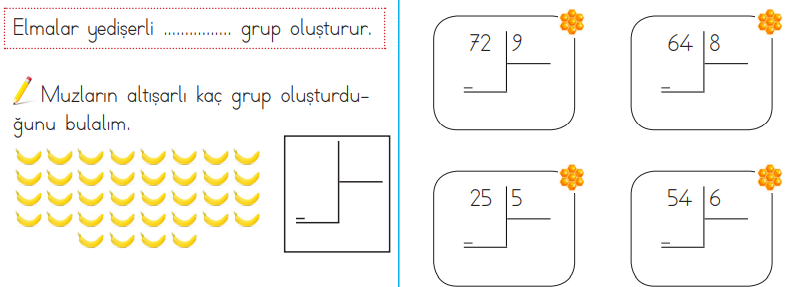 Elmalar yedişerli ................ grup oluşturur.
Muzların altışarlı kaç grup oluşturdu-
ğunu bulalım.
72 9
64 8
25 5
54 6